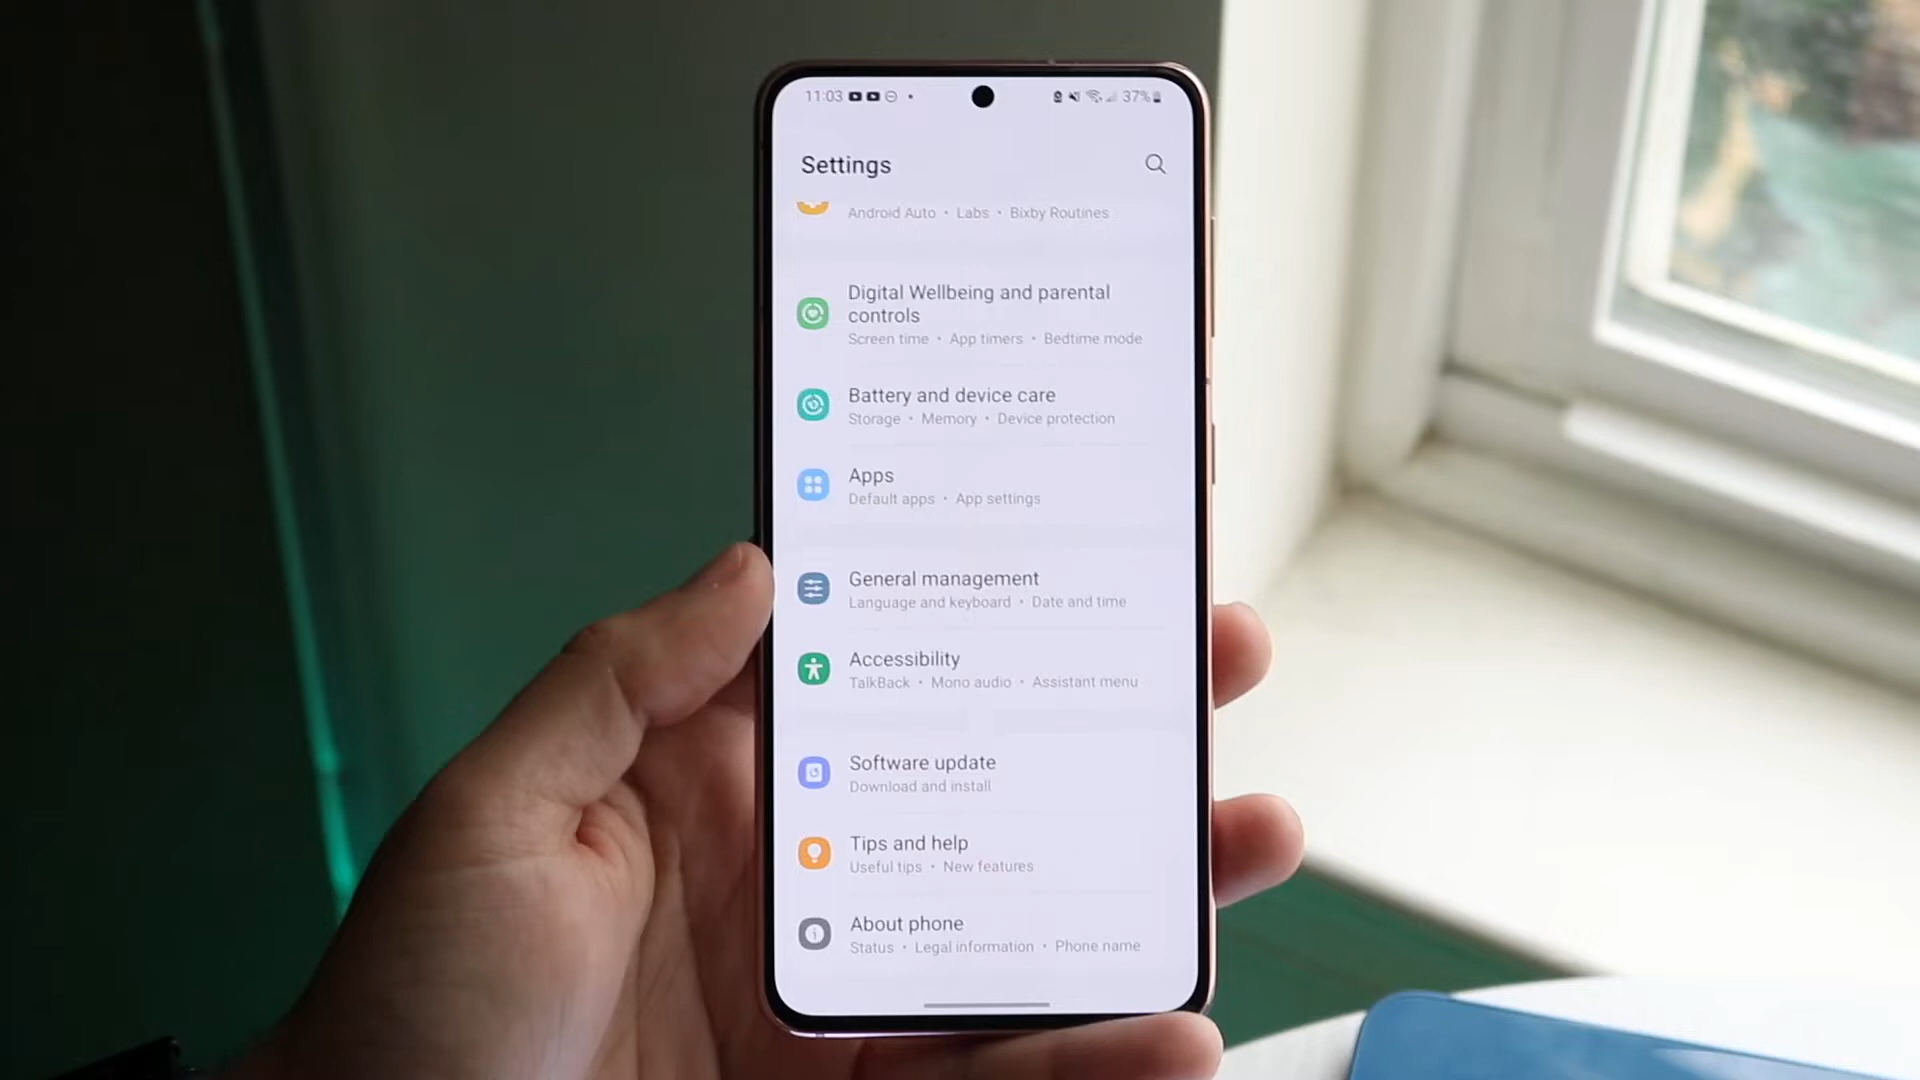 11:03 37%
Settings
Android Auto • Labs • Bixby Routines
Digital Wellbeing and parental
controls
Screen time • App timers • Bedtime mode
Battery and device care
Storage • Memory • Device protection
Apps
Default apps • App settings
General management
Language and keyboard • Date and time
Accessibility
TalkBack • Mono audio • Assistant menu
Software update
Download and install
Tips and help
Useful tips • New features
About phone
Status • Legal information • Phone name